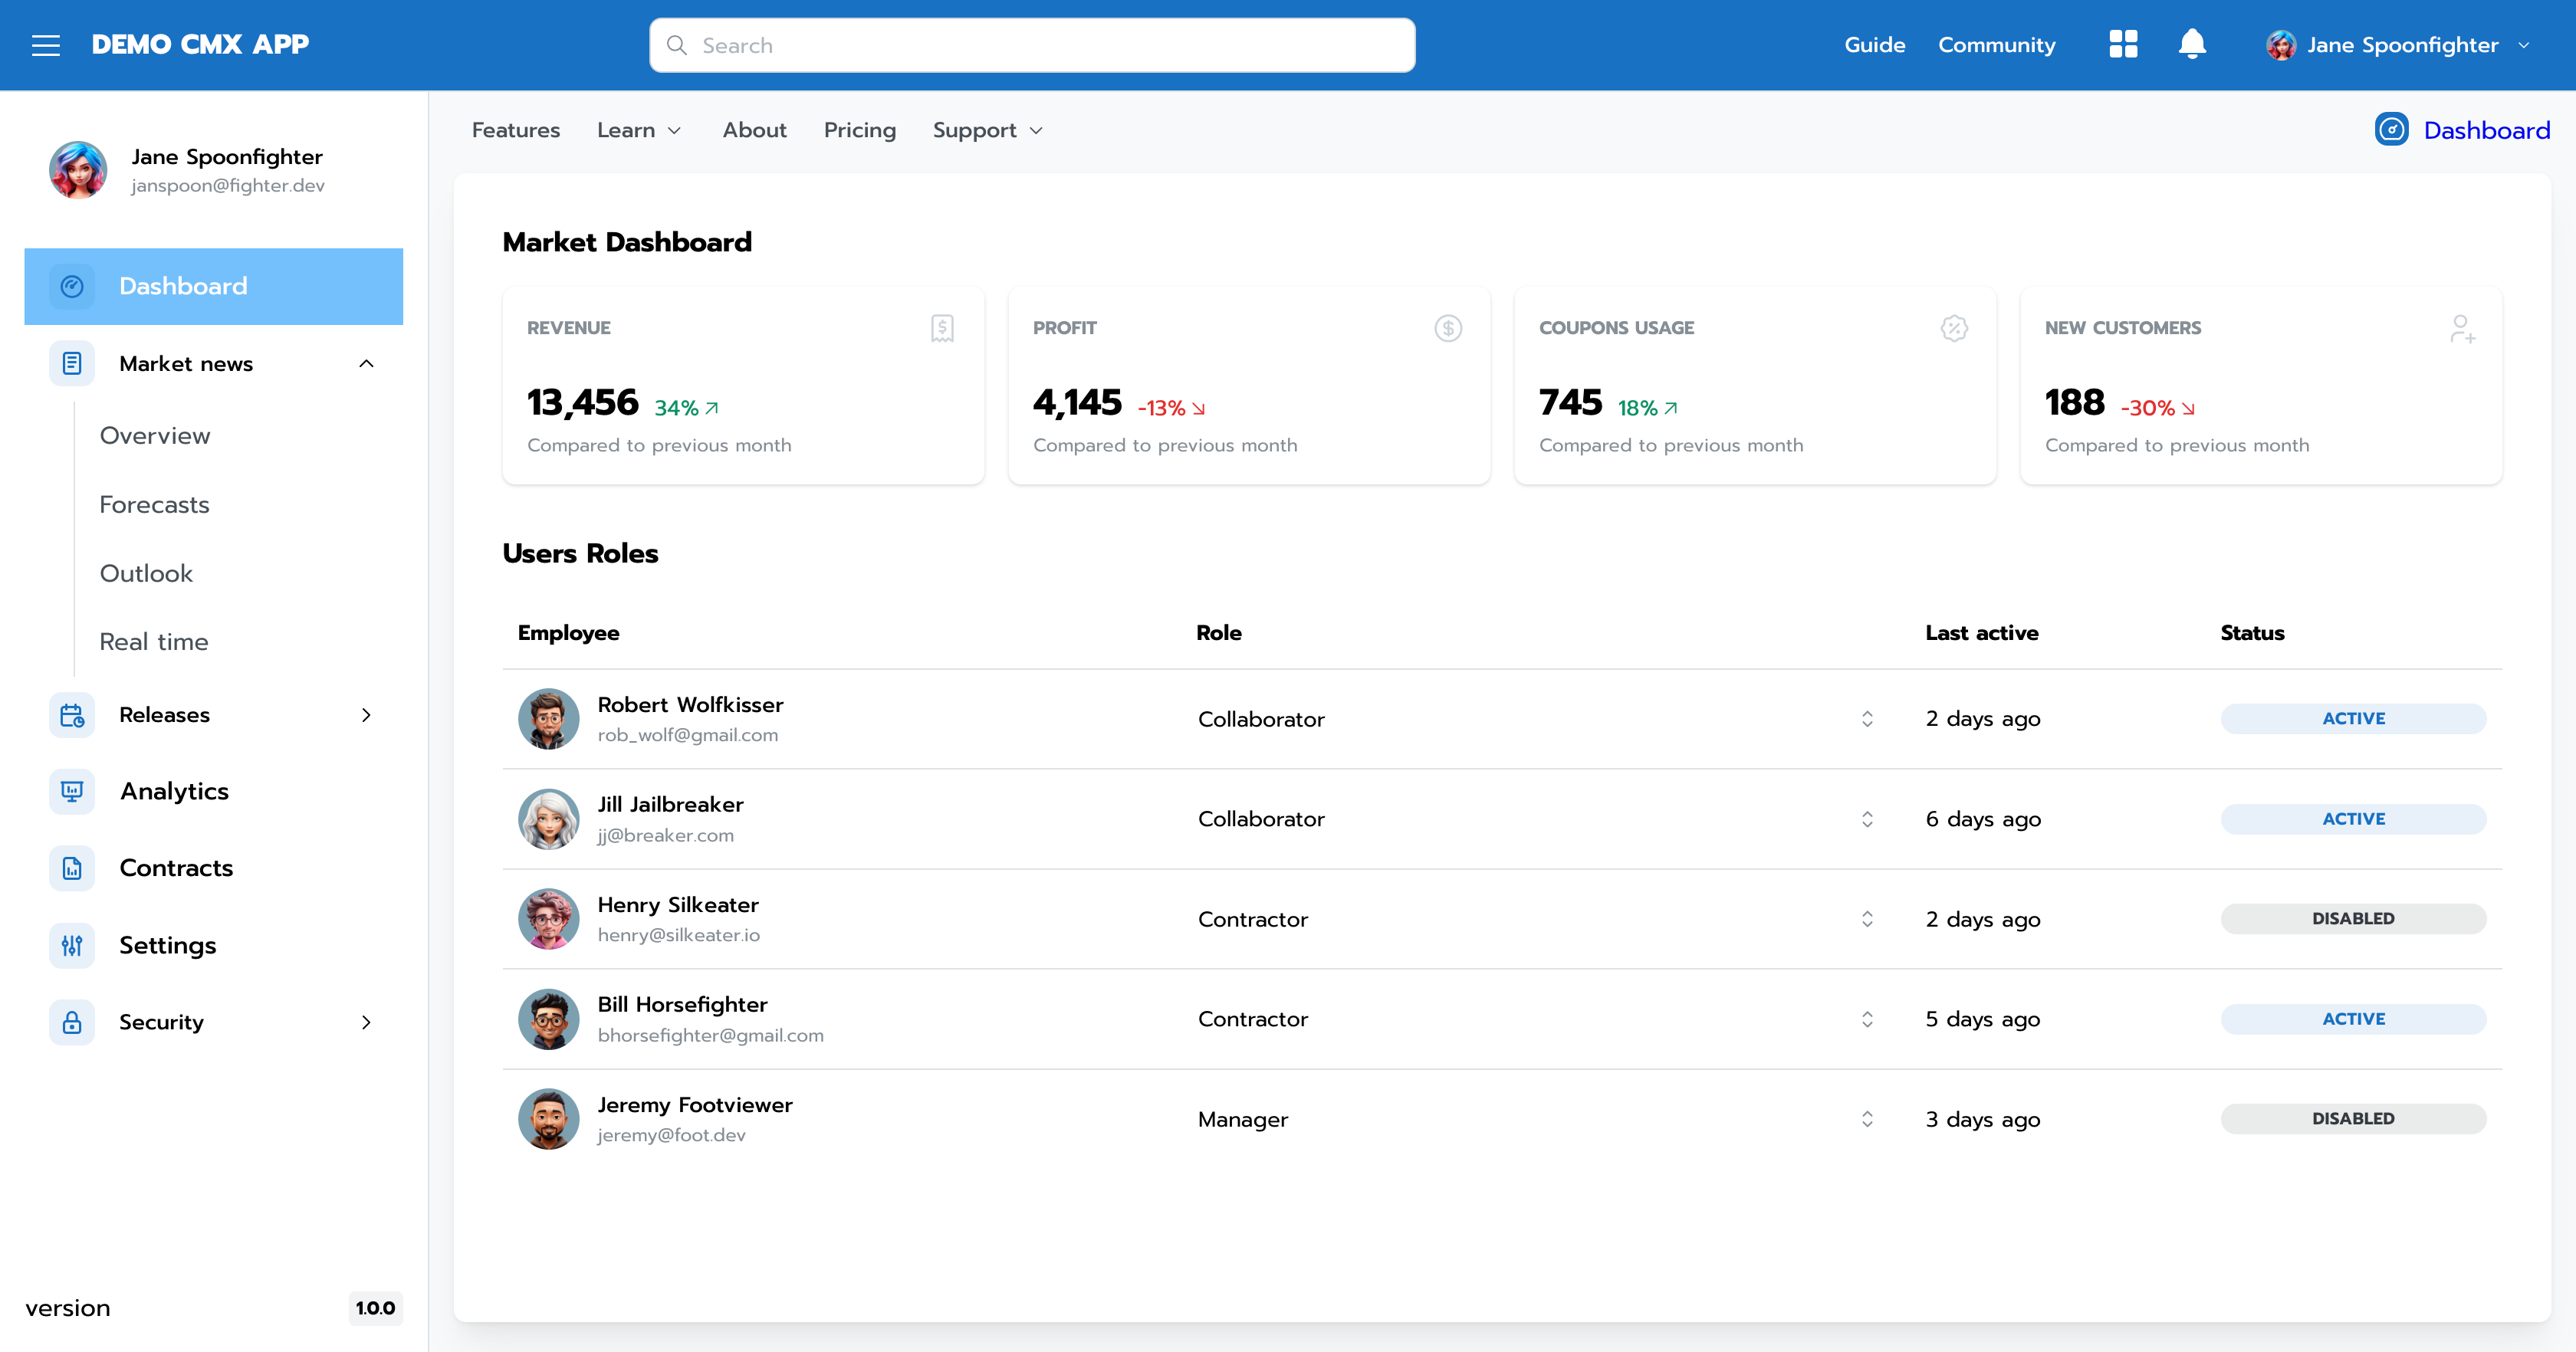 DEMO CMX APP
Search
Guide
Community
Jane Spoonfighter
Jane Spoonfighter
janspoon@fighter.dev
Dashboard
Market news
Overview
Forecasts
Outlook
Real time
Releases
Analytics
Contracts
Settings
Security
version 1.0.0
Features
Learn
About
Pricing
Support
Dashboard
Market Dashboard
REVENUE
13,456 34%
Compared to previous month
PROFIT
4,145 -13%
Compared to previous month
COUPONS USAGE
745 18%
Compared to previous month
NEW CUSTOMERS
188 -30%
Compared to previous month
Users Roles
Employee Role Last active Status
Robert Wolfkisser
rob_wolf@gmail.com
Collaborator
2 days ago
ACTIVE
Jill Jailbreaker
jj@breaker.com
Collaborator
6 days ago
ACTIVE
Henry Silkeater
henry@silkeater.io
Contractor
2 days ago
DISABLED
Bill Horsefighter
bhorsefighter@gmail.com
Contractor
5 days ago
ACTIVE
Jeremy Footviewer
jeremy@foot.dev
Manager
3 days ago
DISABLED